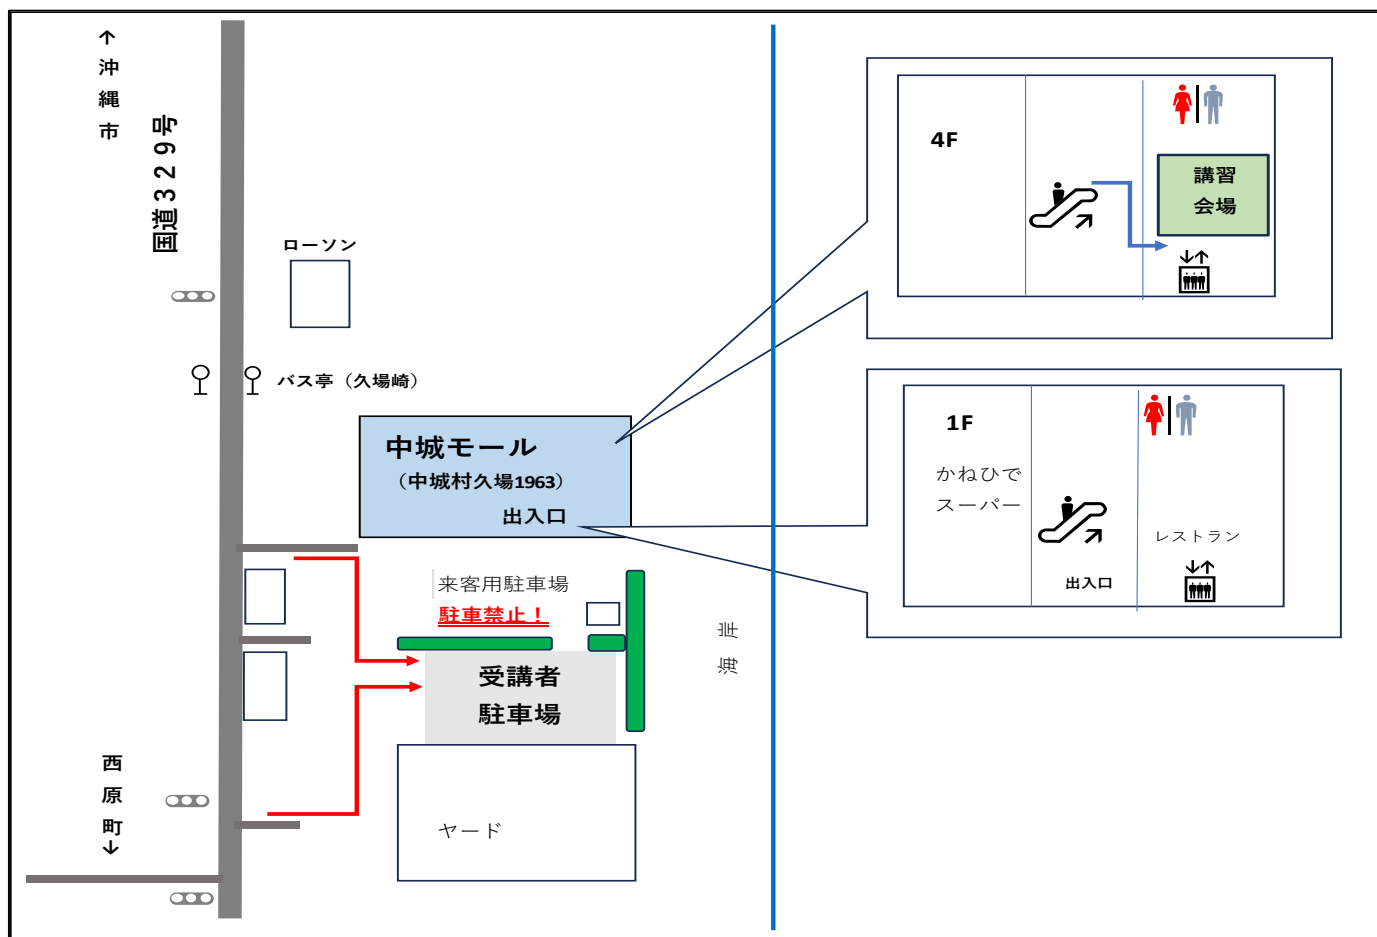 ↑沖縄市
国道329号
ローソン
バス亭（久場崎）
中城モール
（中城村久場1963）
出入口
来客用駐車場
駐車禁止！
受講者
駐車場
ヤード
西原町↓
海岸
4F
講習
会場
↓↑
1F
かねひで
スーパー
レストラン
出入口
↓↑